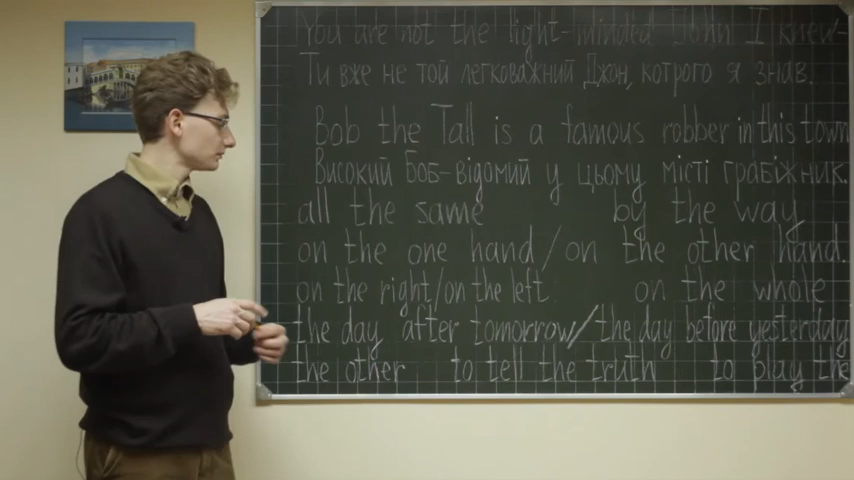 You are not the light-minded John I knew-
Ти вже не той легковажний Джон, котрого я знав.
Bob the Tall is a famous robber in this town
Високий Боб-відомий у цьому місті грабіжник.
all the same by the way
on the one hand/on the other hand.
on the right/on the left on the whole
the day after tomorrow/the day before yesterday
the other to tell the truth to play the